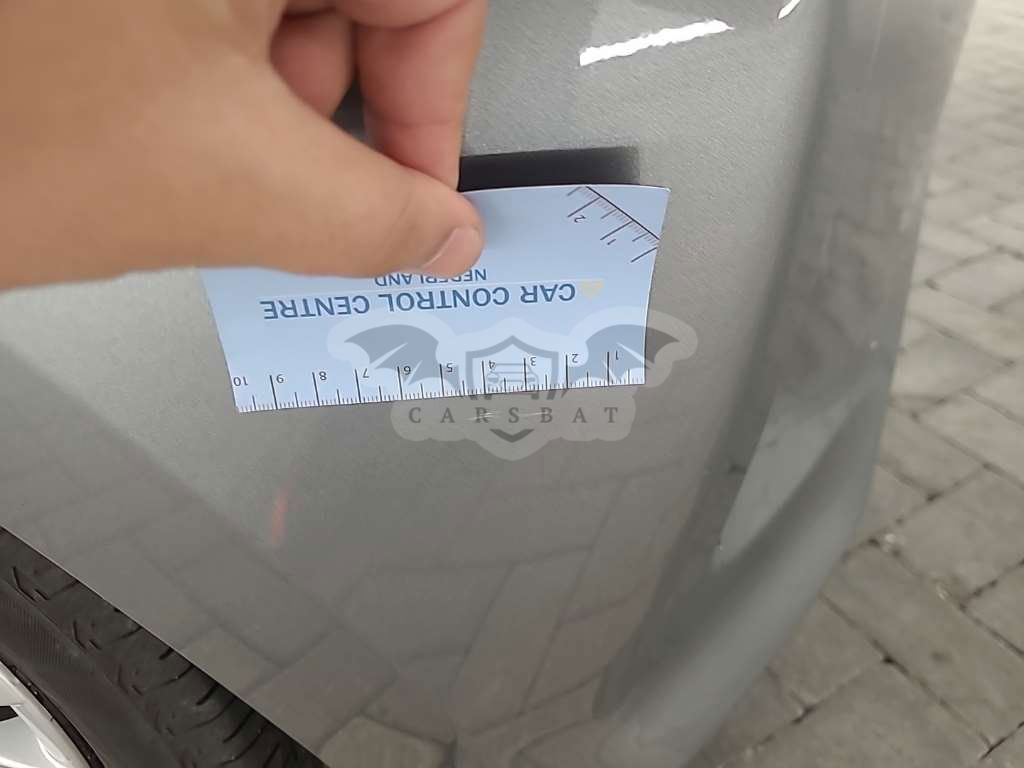 2
1
NEDERLAND
CAR CONTROL CENTRE
10 9 8 7 6 5 4 3 2 1
CARSBAT